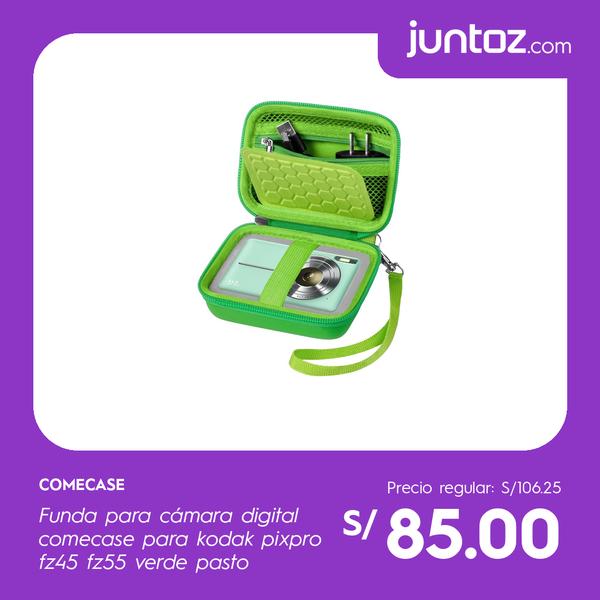 juntoz.com
COMECASE
Funda para cámara digital
comecase para kodak pixpro
fz45 fz55 verde pasto
Precio regular: S/106.25
S/ 85.00